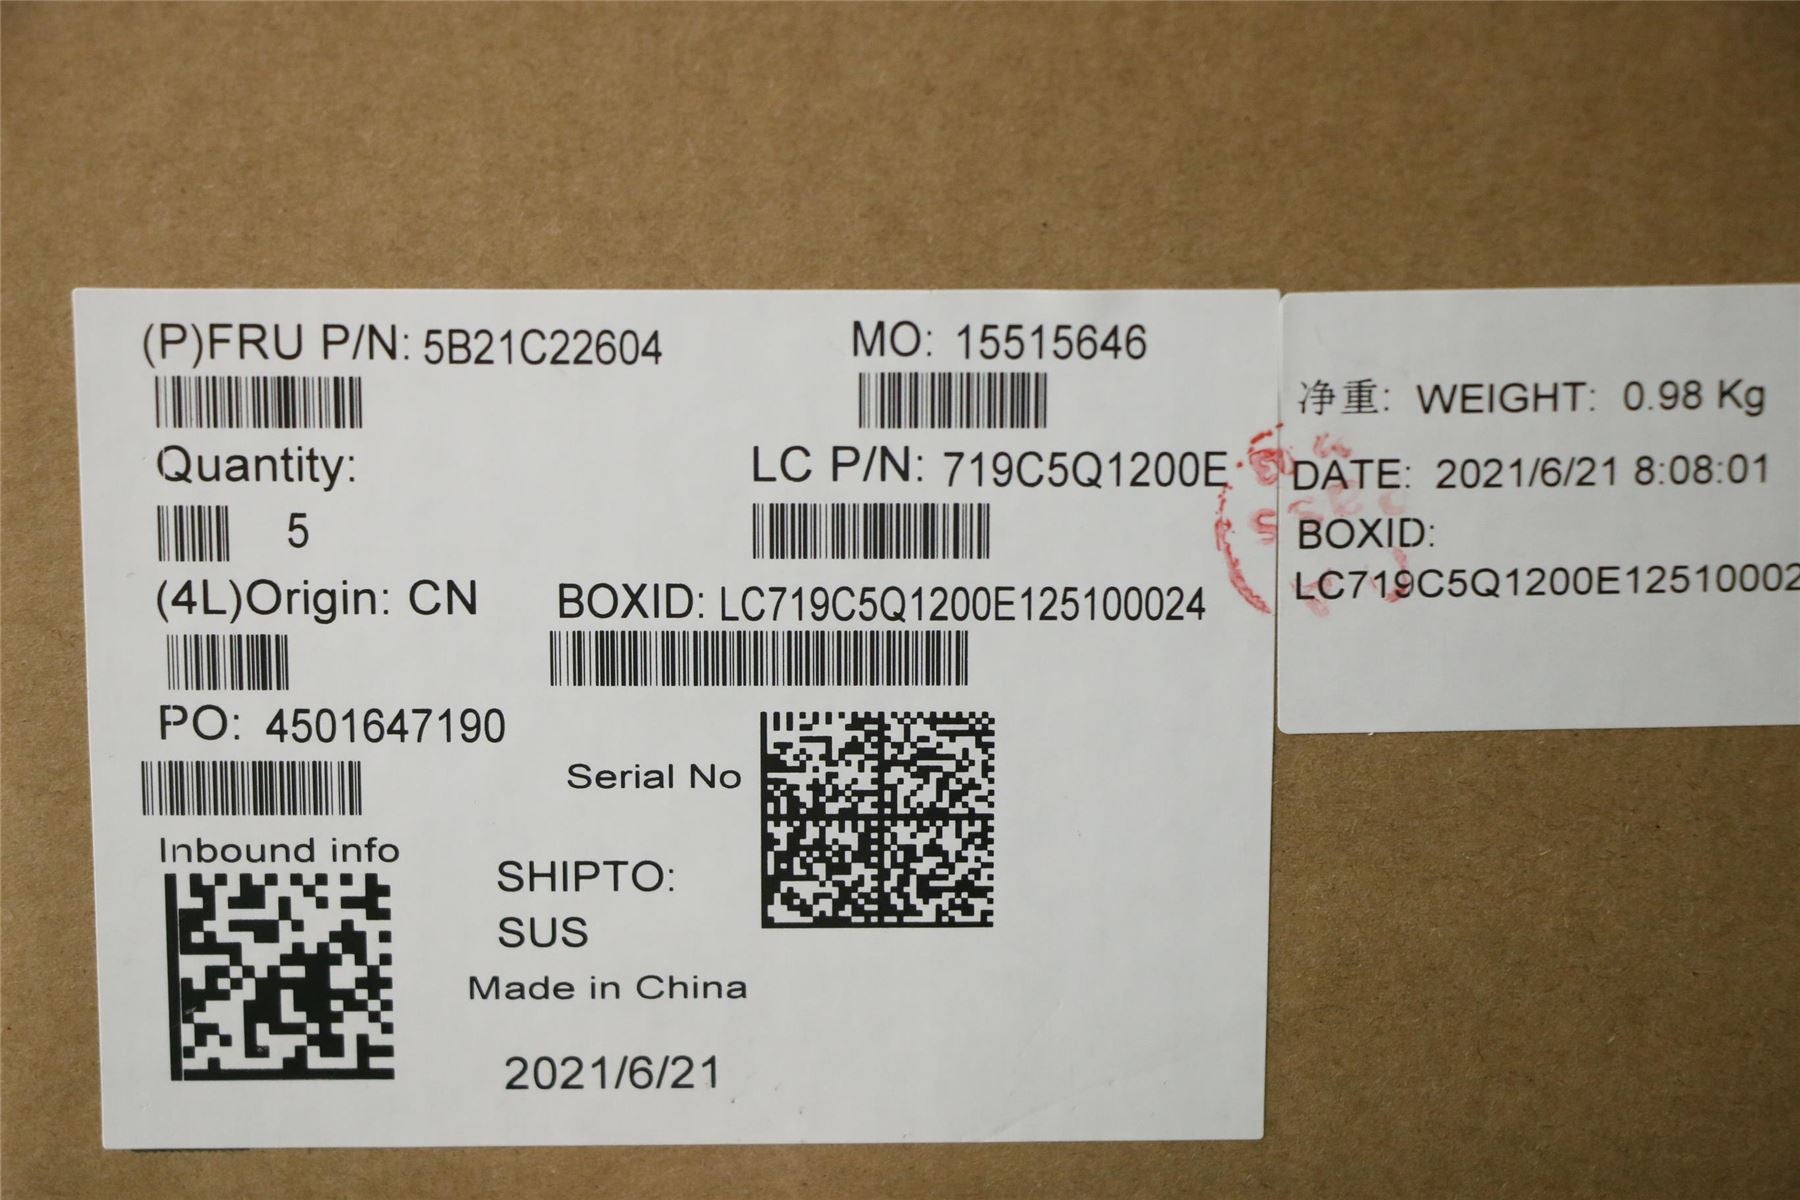 (P)FRU P/N: 5B21C22604
MO: 15515646
Quantity:
5
LC P/N: 719C5Q1200E
(4L)Origin: CN
BOXID: LC719C5Q1200E125100024
PO: 4501647190
Serial No
Inbound info
SHIPTO:
SUS
Made in China
2021/6/21
净重: WEIGHT: 0.98 Kg
DATE: 2021/6/21 8:08:01
BOXID:
LC719C5Q1200E12510002